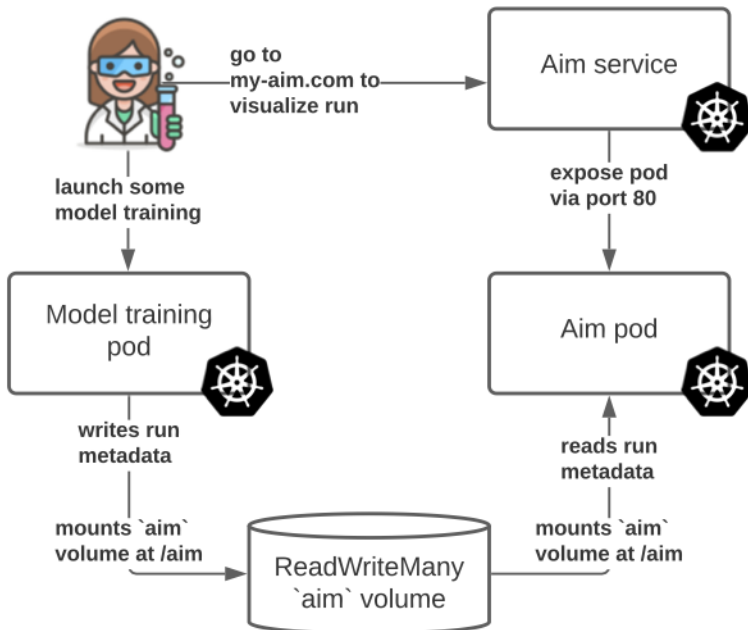 go to
my-aim.com to
visualize run
Aim service
launch some
model training
expose pod
via port 80
Model training
pod
Aim pod
writes run
metadata
reads run
metadata
mounts `aim`
volume at /aim
ReadWriteMany
`aim` volume
mounts `aim`
volume at /aim